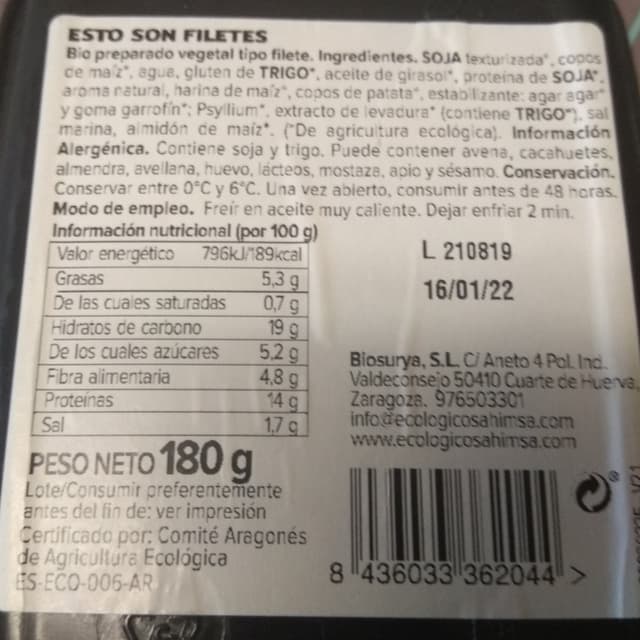 ESTO SON FILETES
Bio preparado vegetal tipo filete. Ingredientes. SOJA texturizada*, copos
de maíz*, agua, gluten de TRIGO*, aceite de girasol*, proteína de SOJA*,
aroma natural, harina de maíz*, copos de patata*, estabilizante: agar agar*
y goma garrofín*; Psyllium*, extracto de levadura* (contiene TRIGO*), sal
marina, almidón de maíz*. (*De agricultura ecológica). Información
Alergénica. Contiene soja y trigo. Puede contener avena, cacahuetes,
almendra, avellana, huevo, lácteos, mostaza, apio y sésamo. Conservación.
Conservar entre 0°C y 6°C. Una vez abierto, consumir antes de 48 horas.
Modo de empleo. Freír en aceite muy caliente. Dejar enfriar 2 min.
Información nutricional (por 100 g)
Valor energético 796kJ/189kcal
Grasas 5,3 g
De las cuales saturadas 0,7 g
Hidratos de carbono 19 g
De los cuales azúcares 5,2 g
Fibra alimentaria 4,8 g
Proteínas 14 g
Sal 1,7 g
L 210819
16/01/22
Biosurya, S.L. C/ Aneto 4 Pol. Ind.
Valdeconsejo 50410 Cuarte de Huerva.
Zaragoza. 976503301
info@ecologicosahimsa.com
www.ecologicosahimsa.com
PESO NETO 180 g
Lote/Consumir preferentemente
antes del fin de: ver impresión
Certificado por: Comité Aragonés
de Agricultura Ecológica
ES-ECO-006-AR
8 436033 362044 >